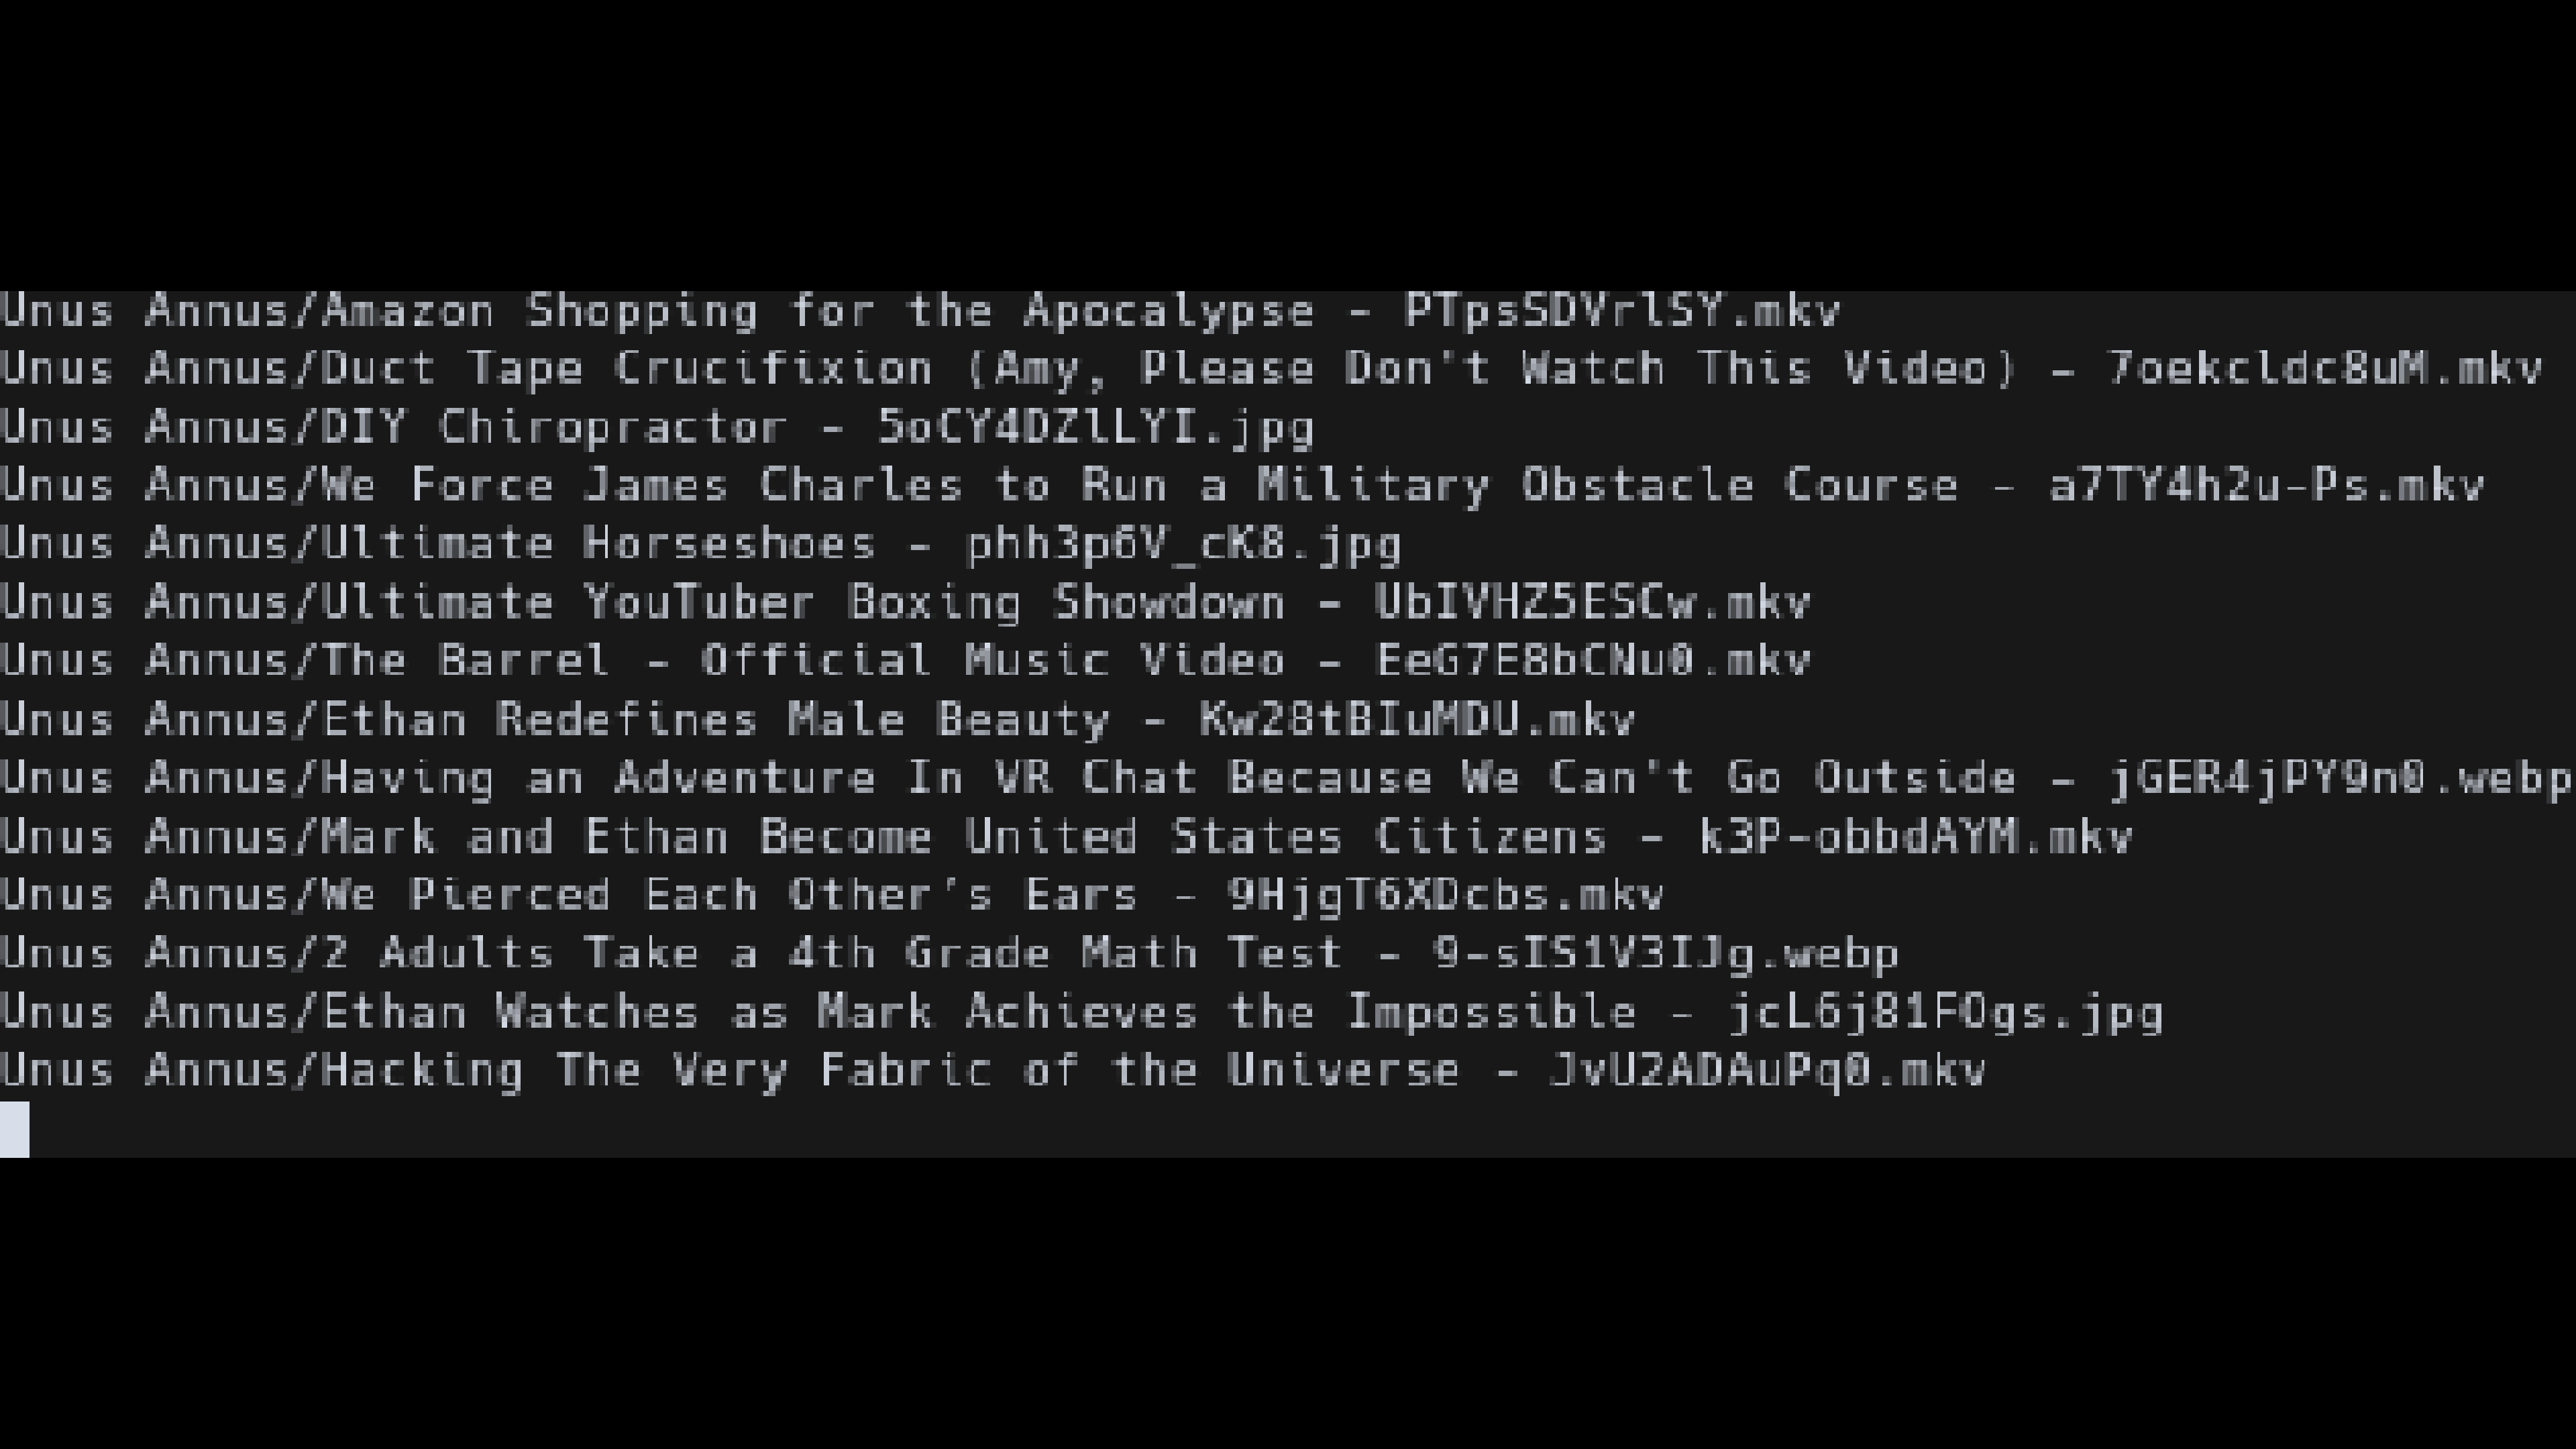 Unus Annus/Amazon Shopping for the Apocalypse - PTpsSDVrlSY.mkv
Unus Annus/Duct Tape Crucifixion (Amy, Please Don't Watch This Video) - 7oekcldc8uM.mkv
Unus Annus/DIY Chiropractor - 5oCY4DZlLYI.jpg
Unus Annus/We Force James Charles to Run a Military Obstacle Course - a7TY4h2u-Ps.mkv
Unus Annus/Ultimate Horseshoes - phh3p6V_cK8.jpg
Unus Annus/Ultimate YouTuber Boxing Showdown - UbIVHZ5ESCw.mkv
Unus Annus/The Barrel - Official Music Video - EeG7E8bCNu0.mkv
Unus Annus/Ethan Redefines Male Beauty - Kw28tBIuMDU.mkv
Unus Annus/Having an Adventure In VR Chat Because We Can't Go Outside - jGER4jPY9n0.webp
Unus Annus/Mark and Ethan Become United States Citizens - k3P-obbdAYM.mkv
Unus Annus/We Pierced Each Other’s Ears - 9HjgT6XDcbs.mkv
Unus Annus/2 Adults Take a 4th Grade Math Test - 9-sIS1V3IJg.webp
Unus Annus/Ethan Watches as Mark Achieves the Impossible - jcL6j81FOgs.jpg
Unus Annus/Hacking The Very Fabric of the Universe - JvU2ADAuPq0.mkv